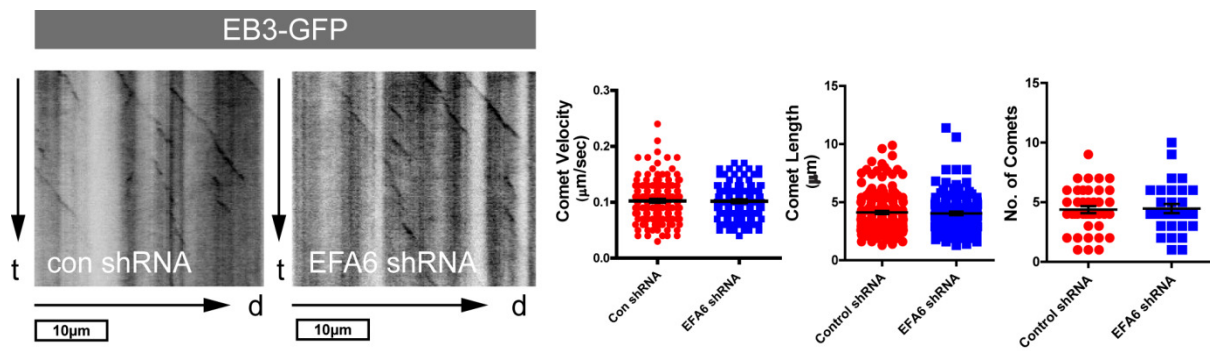 EB3-GFP
t
con shRNA
d
10µm
t
EFA6 shRNA
d
10µm
Comet Velocity
(µm/sec)
0.3
0.2
0.1
0.0
Con shRNA
EFA6 shRNA
Comet Length
(µm)
15
10
5
0
Control shRNA
EFA6 shRNA
No. of Comets
15
10
5
0
Control shRNA
EFA6 shRNA